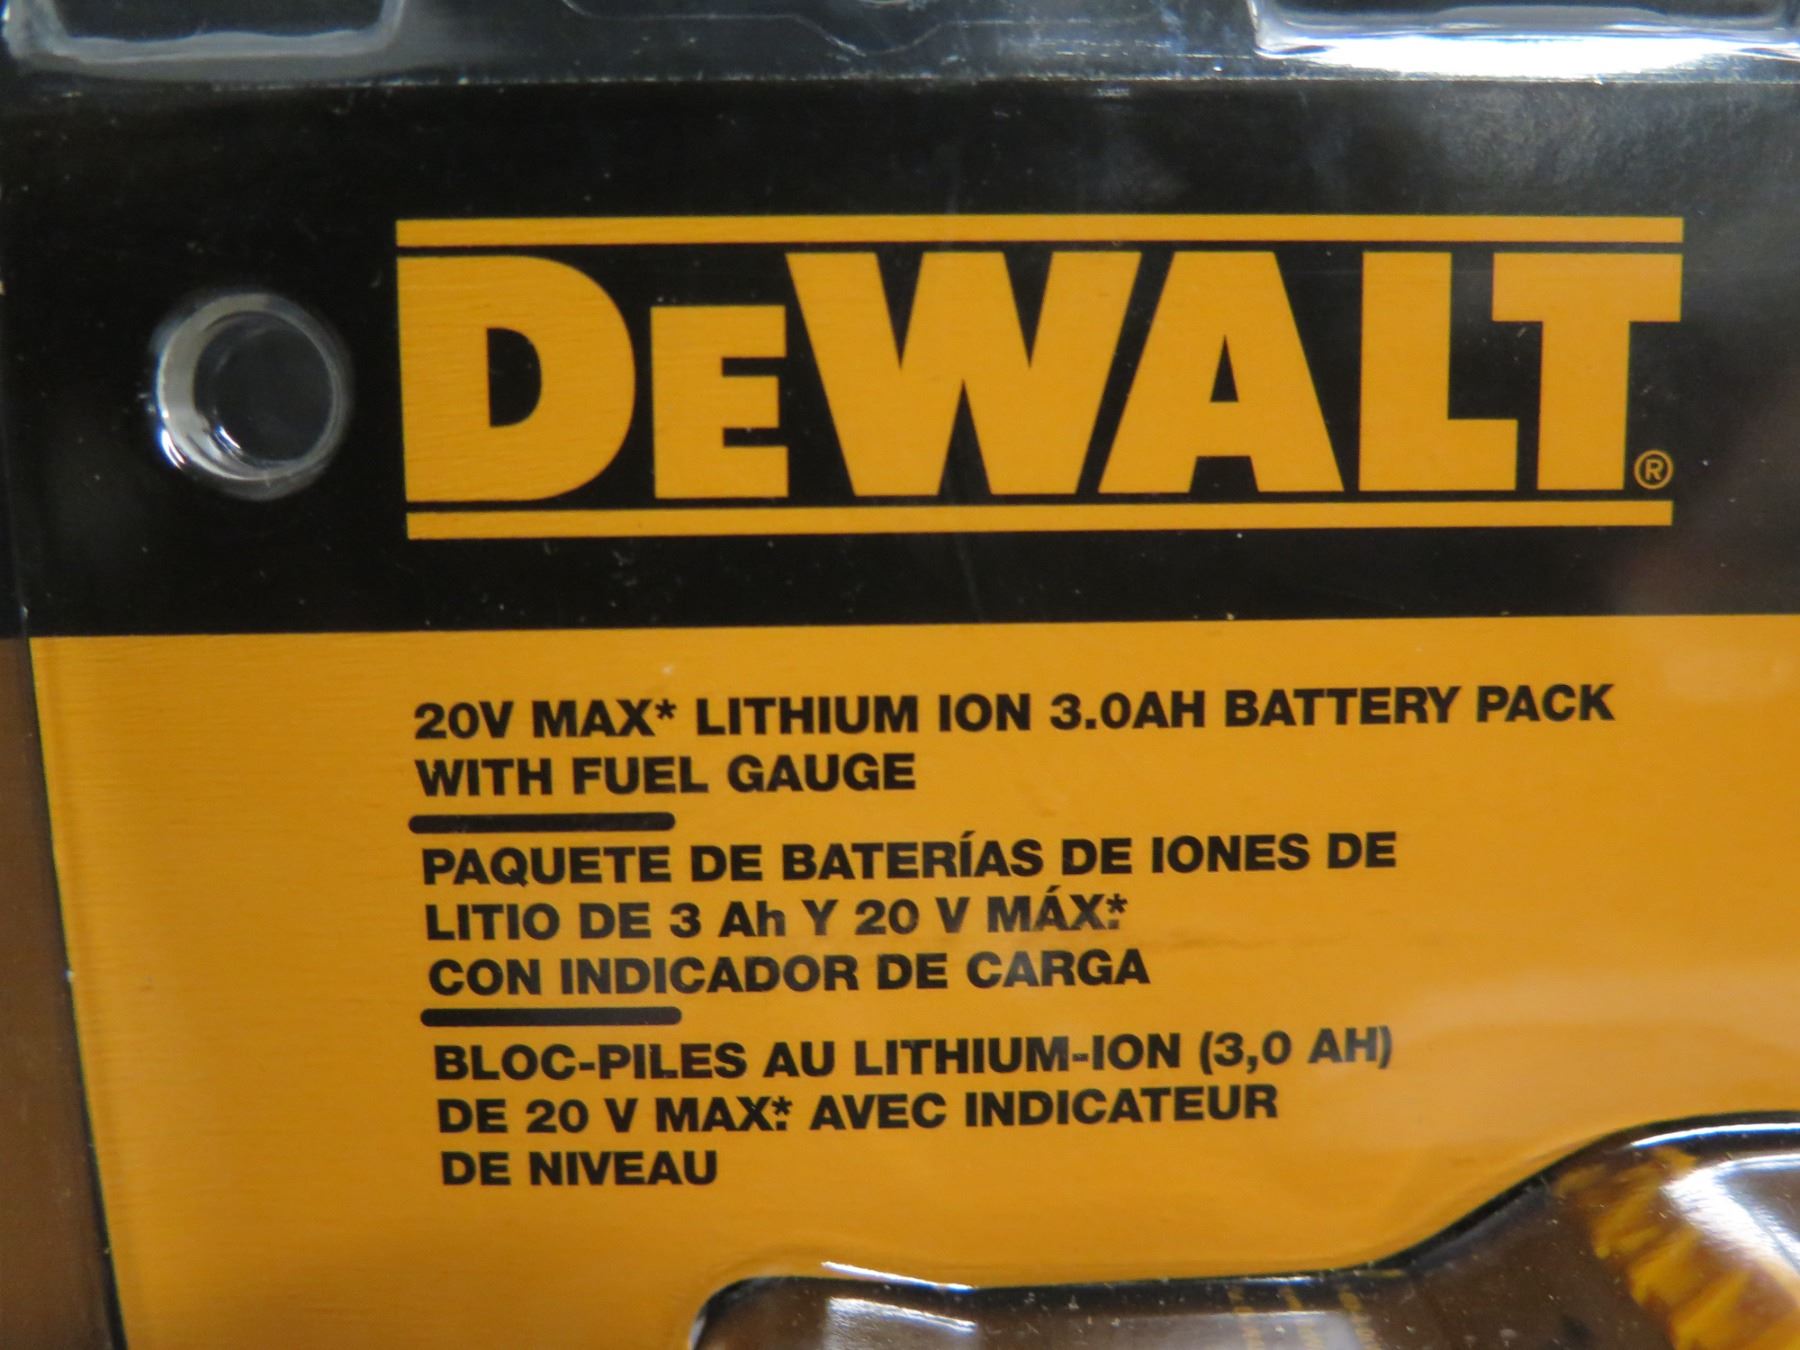 DEWALT®
20V MAX* LITHIUM ION 3.0AH BATTERY PACK
WITH FUEL GAUGE
PAQUETE DE BATERÍAS DE IONES DE
LITIO DE 3 Ah Y 20 V MÁX.*
CON INDICADOR DE CARGA
BLOC-PILES AU LITHIUM-ION (3,0 AH)
DE 20 V MAX.* AVEC INDICATEUR
DE NIVEAU